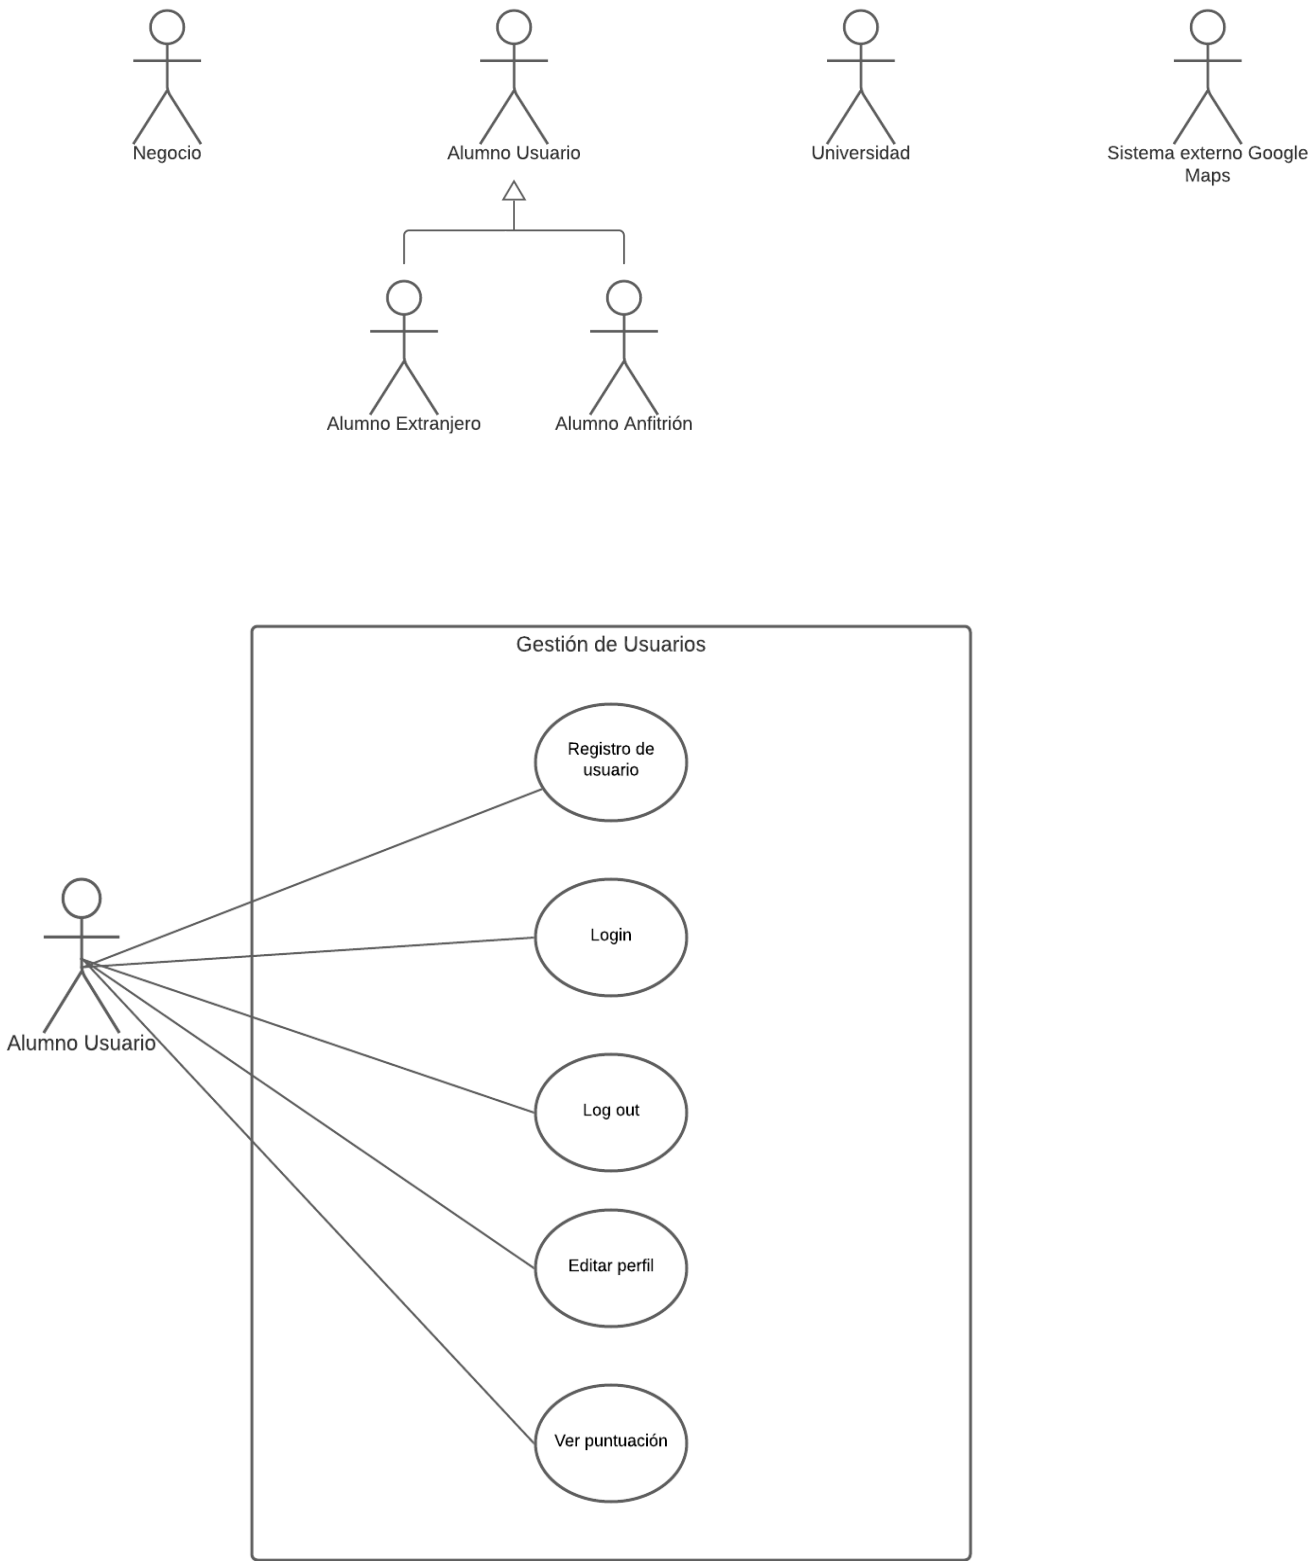 Negocio
Alumno Usuario
Universidad
Sistema externo Google
Maps
Alumno Extranjero
Alumno Anfitrión
Gestión de Usuarios
Registro de
usuario
Login
Alumno Usuario
Log out
Editar perfil
Ver puntuación